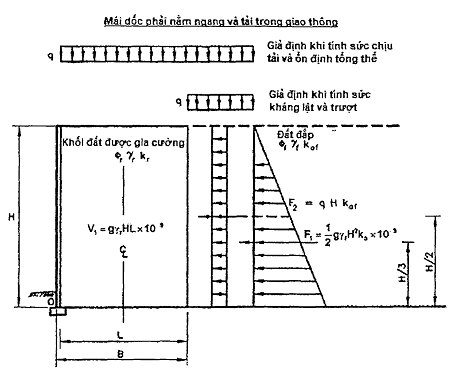 Mái dốc phải nằm ngang và tải trong giao thông
Giả định khi tính sức chịu
tải và ổn định tổng thể
q
Giả định khi tính sức
kháng lật và trượt
q
Khối đất được gia cường
ϕr γr kr
Đất đắp
ϕf γf kaf
F₂ = q H kaf
V₁ = gγrHL×10⁻⁹
F₁ = ½ gγfH²ka × 10⁻⁹
℄
H
H/3
H/2
O
L
B